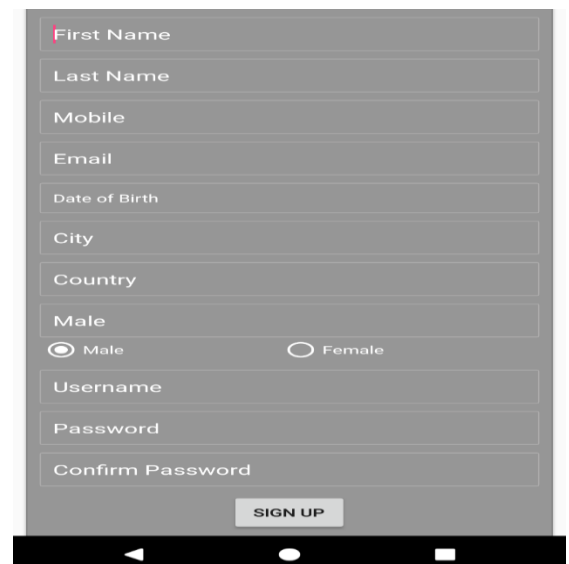 First Name
Last Name
Mobile
Email
Date of Birth
City
Country
Male
Male Female
Username
Password
Confirm Password
SIGN UP